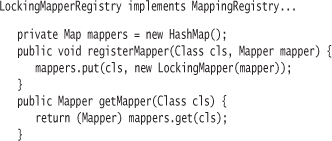 LockingMapperRegistry implements MappingRegistry...
private Map mappers = new HashMap();
public void registerMapper(Class cls, Mapper mapper) {
mappers.put(cls, new LockingMapper(mapper));
}
public Mapper getMapper(Class cls) {
return (Mapper) mappers.get(cls);
}